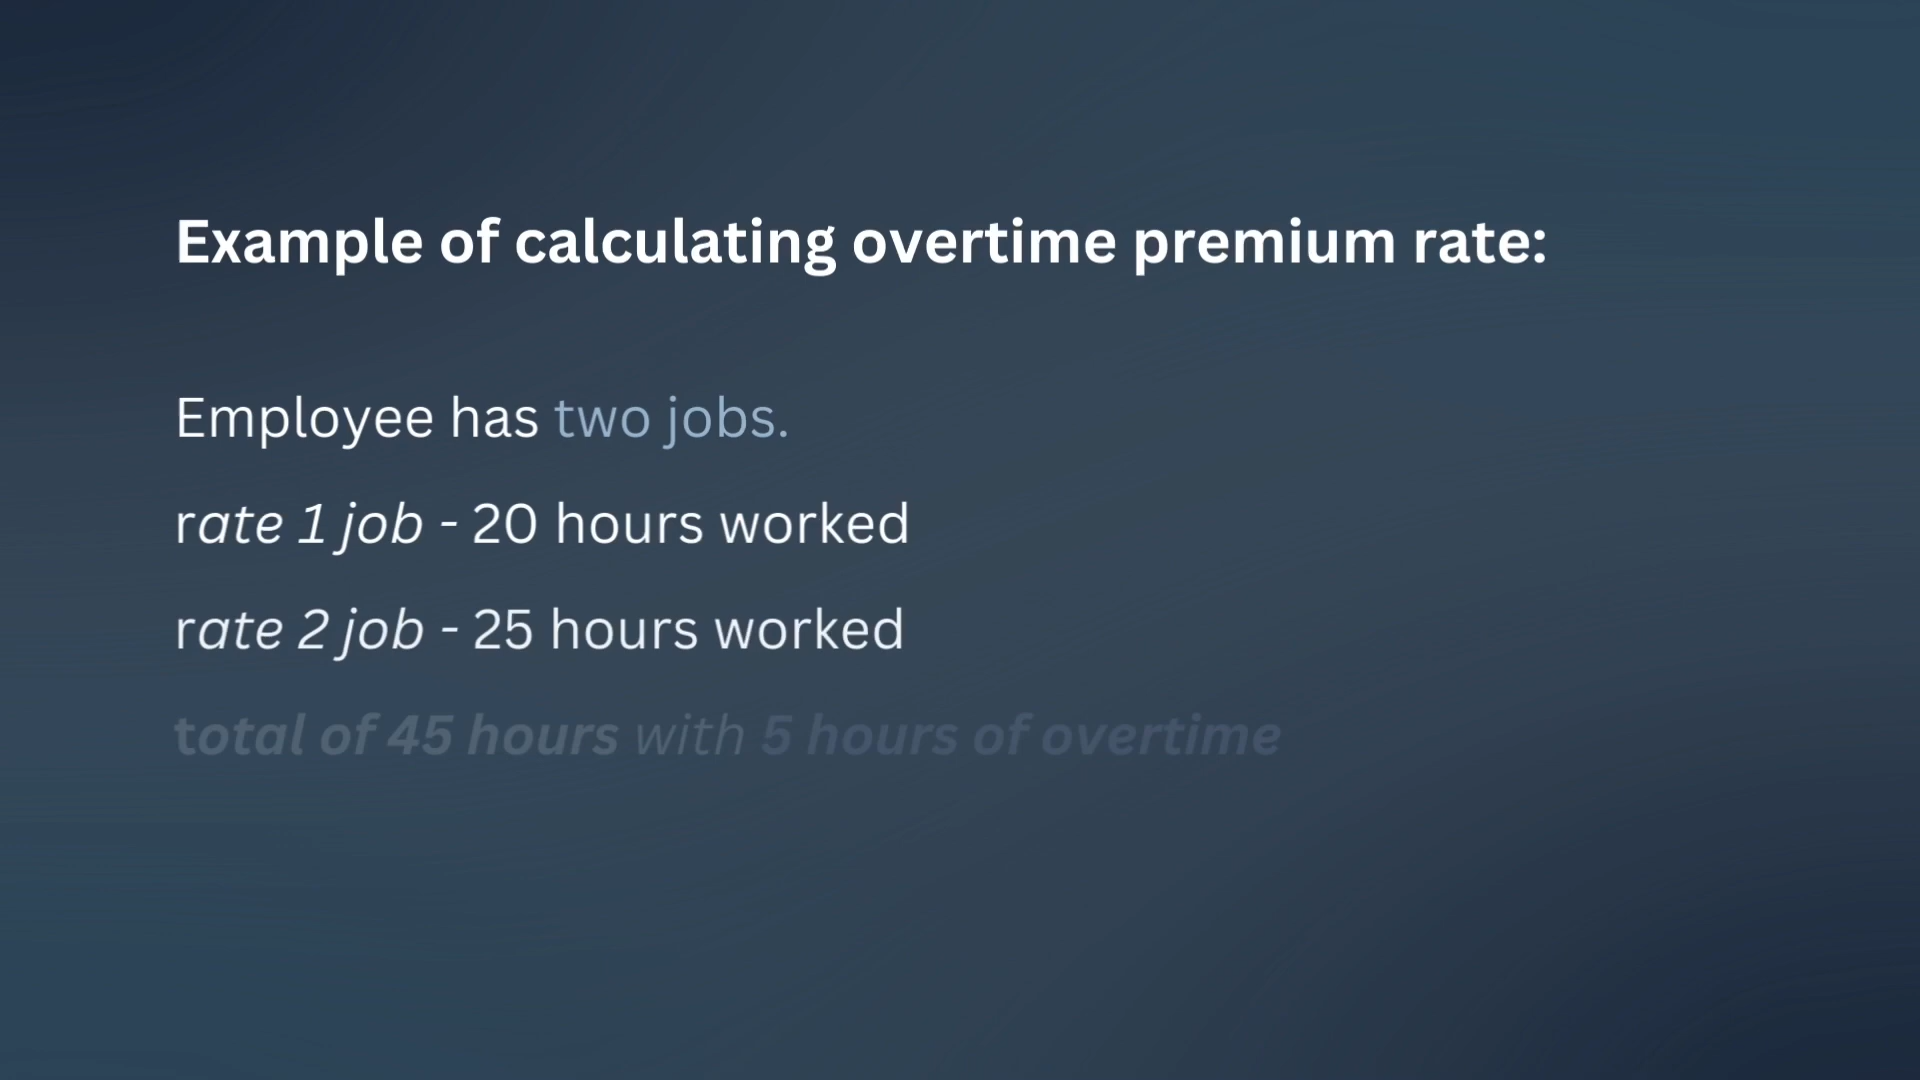 Example of calculating overtime premium rate:
Employee has two jobs.
rate 1 job - 20 hours worked
rate 2 job - 25 hours worked
total of 45 hours with 5 hours of overtime